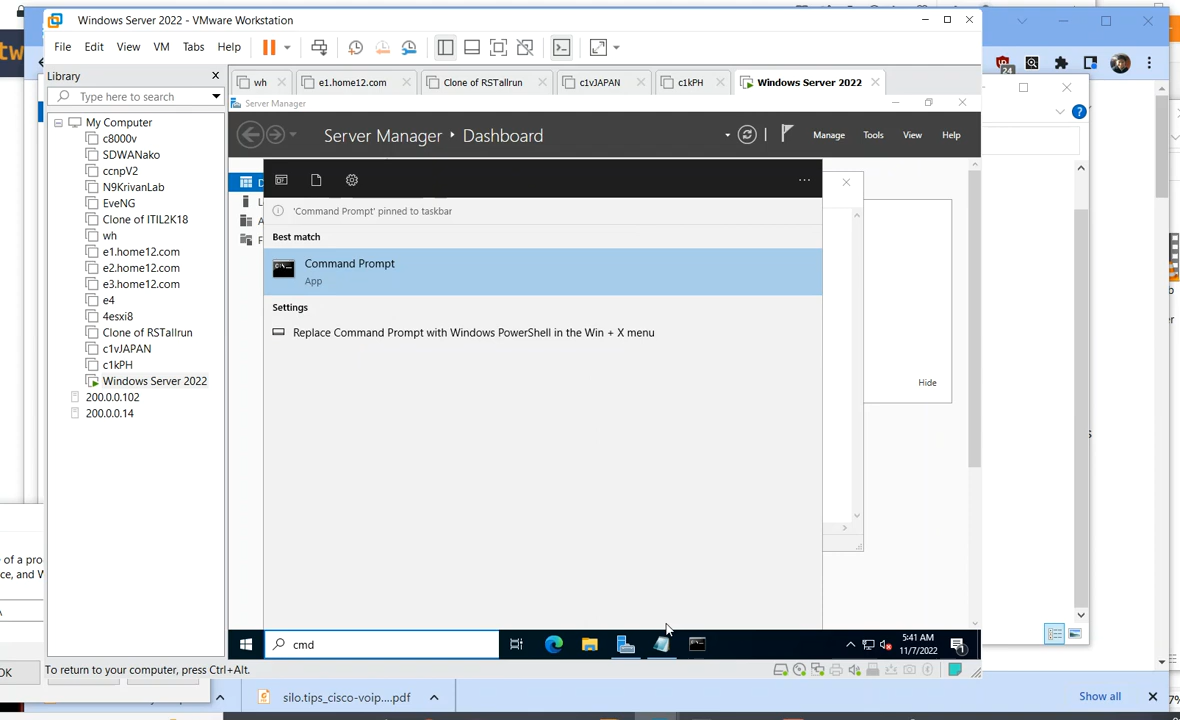 Windows Server 2022 - VMware Workstation
File Edit View VM Tabs Help
Library
Type here to search
My Computer
c8000v
SDWANako
ccnpV2
N9KrivanLab
EveNG
Clone of ITIL2K18
wh
e1.home12.com
e2.home12.com
e3.home12.com
e4
4esxi8
Clone of RSTallrun
c1vJAPAN
c1kPH
Windows Server 2022
200.0.0.102
200.0.0.14
wh e1.home12.com Clone of RSTallrun c1vJAPAN c1kPH Windows Server 2022
Server Manager
Server Manager Dashboard
Manage Tools View Help
'Command Prompt' pinned to taskbar
Best match
Command Prompt
App
Settings
Replace Command Prompt with Windows PowerShell in the Win + X menu
Hide
cmd
5:41 AM
11/7/2022
To return to your computer, press Ctrl+Alt.
24
of a pro
ce, and W
OK
silo.tips_cisco-voip....pdf
Show all